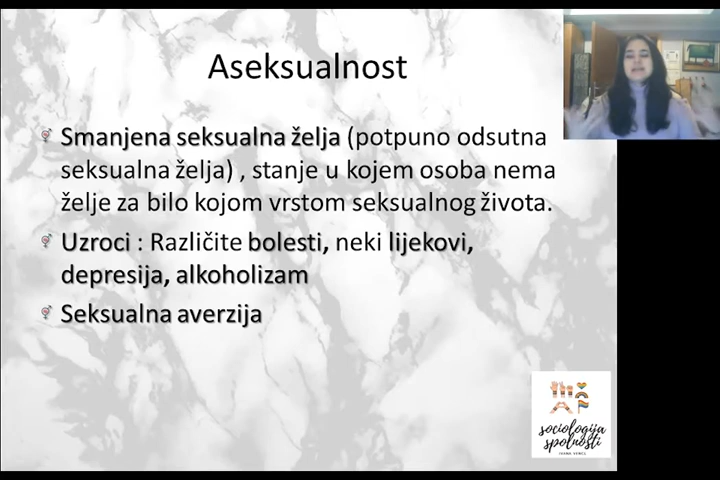 Aseksualnost
Smanjena seksualna želja (potpuno odsutna
seksualna želja) , stanje u kojem osoba nema
želje za bilo kojom vrstom seksualnog života.
Uzroci : Različite bolesti, neki lijekovi,
depresija, alkoholizam
Seksualna averzija
sociologija
spolnosti